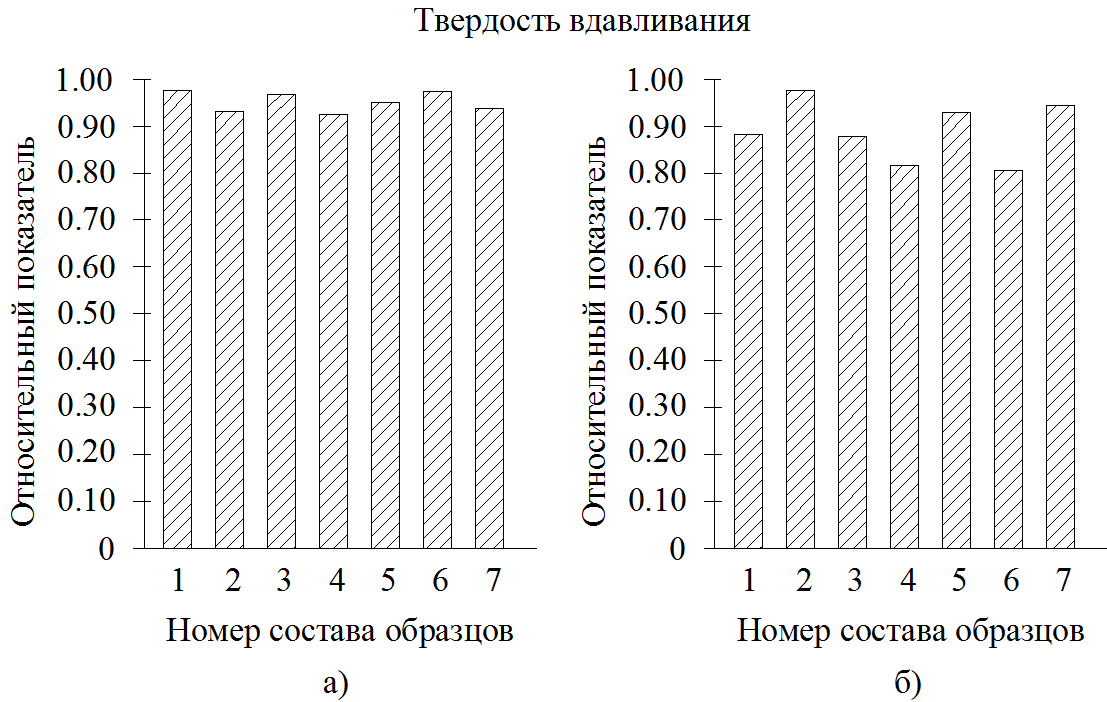 Твердость вдавливания
Относительный показатель
1.00
0.90
0.80
0.70
0.60
0.50
0.40
0.30
0.20
0.10
0
1 2 3 4 5 6 7
Номер состава образцов
а)
Относительный показатель
1.00
0.90
0.80
0.70
0.60
0.50
0.40
0.30
0.20
0.10
0
1 2 3 4 5 6 7
Номер состава образцов
б)